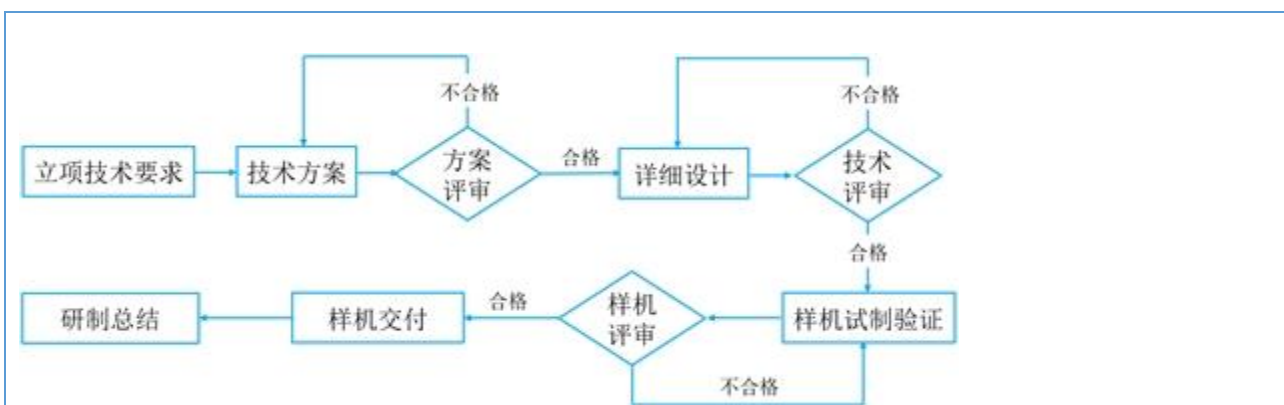 不合格
不合格
立项技术要求
技术方案
方案
评审
合格
详细设计
技术
评审
合格
研制总结
样机交付
合格
样机
评审
样机试制验证
不合格